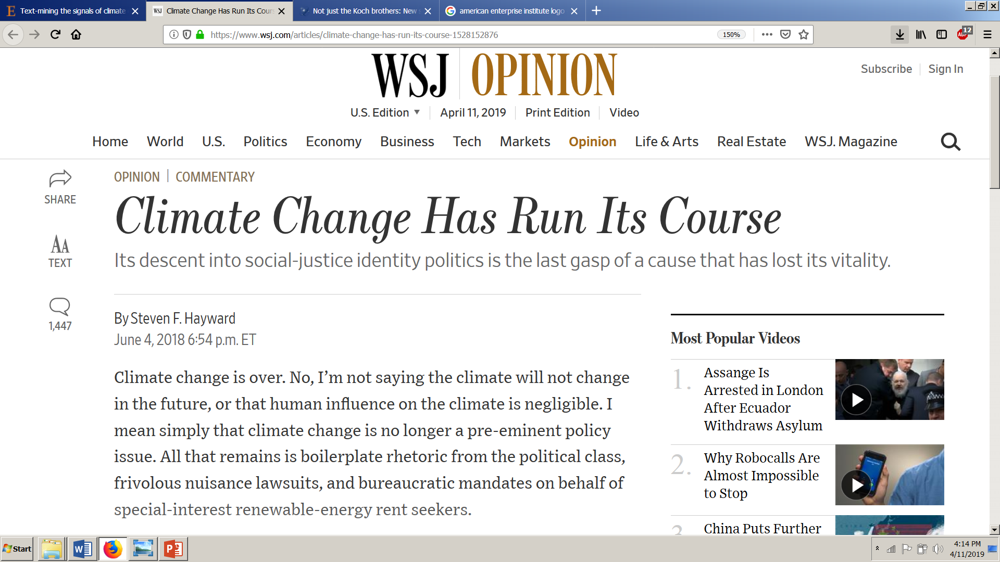 Text-mining the signals of climate
WSJ Climate Change Has Run Its Cours
Not just the Koch brothers: New s
american enterprise institute logo
https://www.wsj.com/articles/climate-change-has-run-its-course-1528152876
150%
ABP 12
WSJ OPINION
Subscribe Sign In
U.S. Edition April 11, 2019 Print Edition Video
Home World U.S. Politics Economy Business Tech Markets Opinion Life & Arts Real Estate WSJ. Magazine
SHARE
AA
TEXT
1,447
OPINION | COMMENTARY
Climate Change Has Run Its Course
Its descent into social-justice identity politics is the last gasp of a cause that has lost its vitality.
By Steven F. Hayward
June 4, 2018 6:54 p.m. ET
Climate change is over. No, I’m not saying the climate will not change
in the future, or that human influence on the climate is negligible. I
mean simply that climate change is no longer a pre-eminent policy
issue. All that remains is boilerplate rhetoric from the political class,
frivolous nuisance lawsuits, and bureaucratic mandates on behalf of
special-interest renewable-energy rent seekers.
Most Popular Videos
1. Assange Is
Arrested in London
After Ecuador
Withdraws Asylum
2. Why Robocalls Are
Almost Impossible
to Stop
3. China Puts Further
CHINA
Start
4:14 PM
4/11/2019